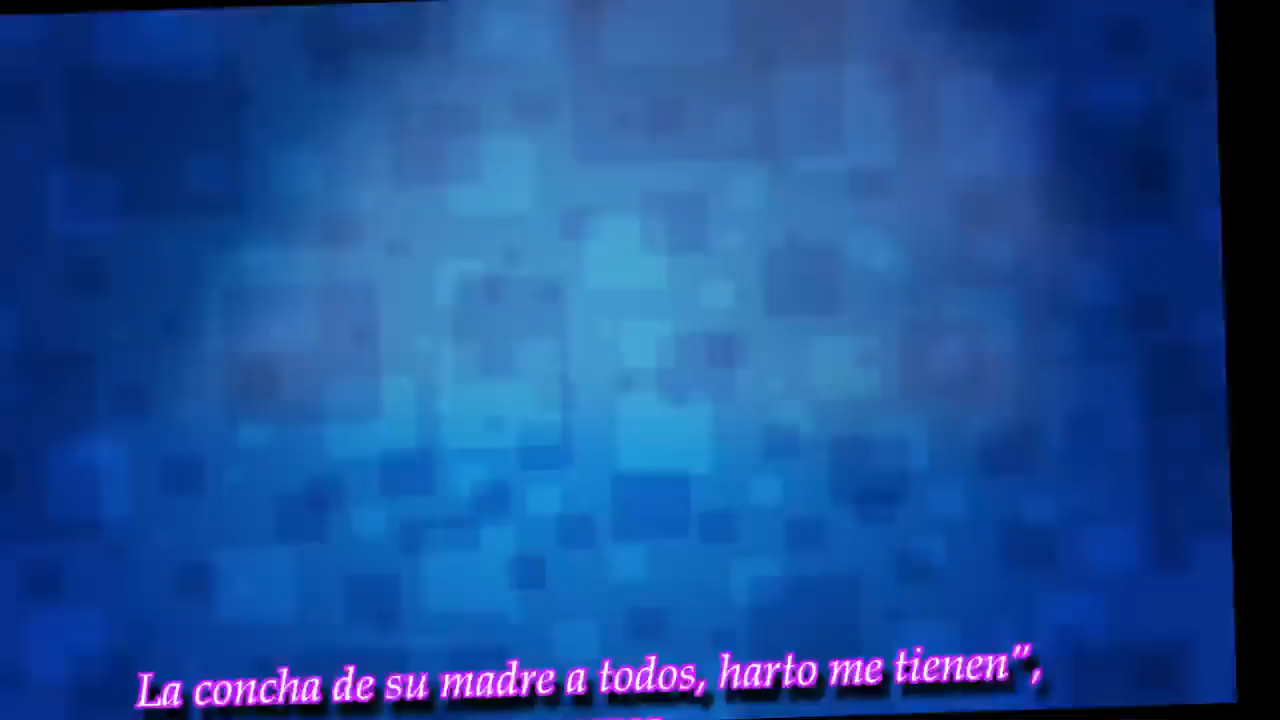 La concha de su madre a todos, harto me tienen”,